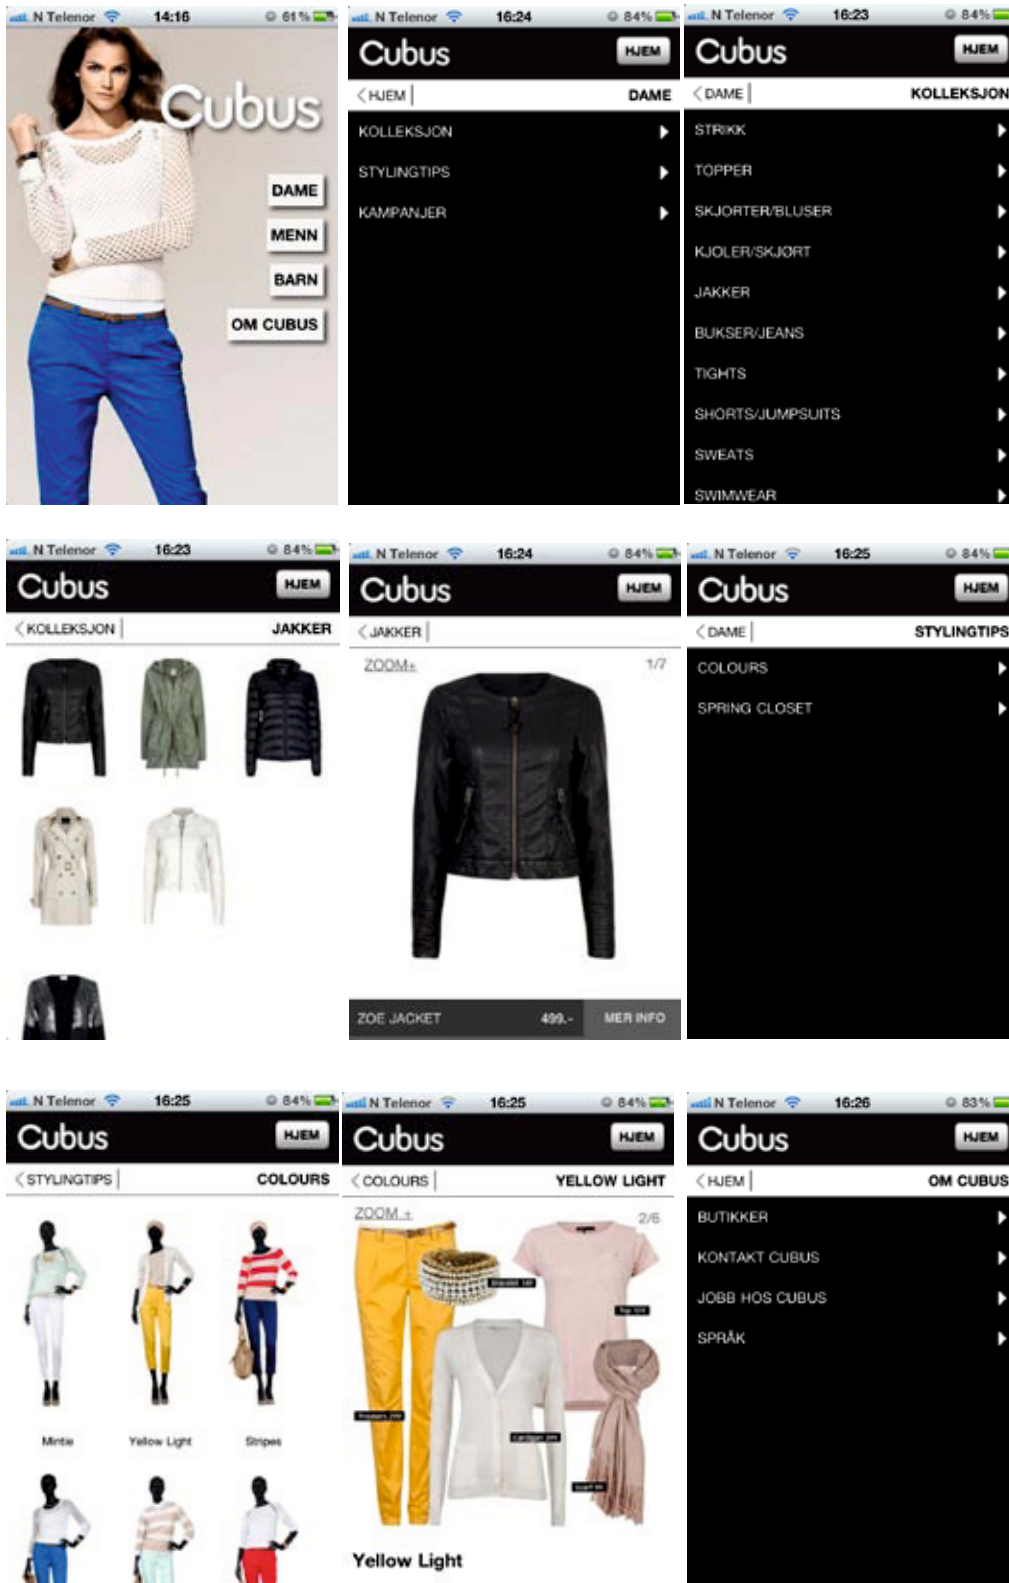 N Telenor 14:16 61%
Cubus
DAME
MENN
BARN
OM CUBUS
N Telenor 16:24 84%
Cubus HJEM
HJEM DAME
KOLLEKSJON
STYLINGTIPS
KAMPANJER
N Telenor 16:23 84%
Cubus HJEM
DAME KOLLEKSJON
STRIKK
TOPPER
SKJORTER/BLUSER
KJOLER/SKJØRT
JAKKER
BUKSER/JEANS
TIGHTS
SHORTS/JUMPSUITS
SWEATS
SWIMWEAR
N Telenor 16:23 84%
Cubus HJEM
KOLLEKSJON JAKKER
N Telenor 16:24 84%
Cubus HJEM
JAKKER
ZOOM+ 1/7
ZOE JACKET 499.- MER INFO
N Telenor 16:25 84%
Cubus HJEM
DAME STYLINGTIPS
COLOURS
SPRING CLOSET
N Telenor 16:25 84%
Cubus HJEM
STYLINGTIPS COLOURS
Mintie Yellow Light Stripes
N Telenor 16:25 84%
Cubus HJEM
COLOURS YELLOW LIGHT
ZOOM + 2/6
Yellow Light
N Telenor 16:26 83%
Cubus HJEM
HJEM OM CUBUS
BUTIKKER
KONTAKT CUBUS
JOBB HOS CUBUS
SPRÅK